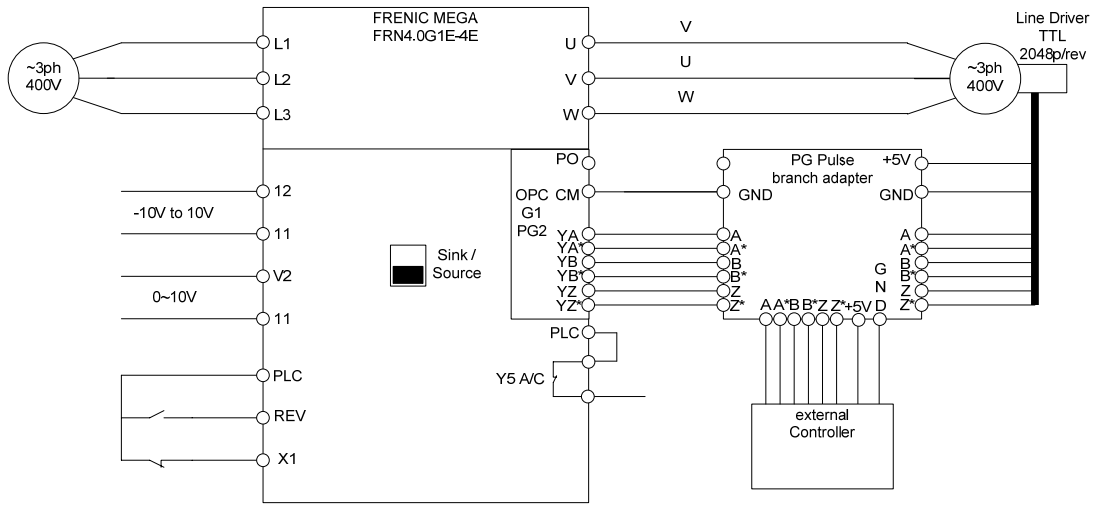 FRENIC MEGA
FRN4.0G1E-4E
~3ph
400V
L1
L2
L3
U
V
W
V
U
W
~3ph
400V
Line Driver
TTL
2048p/rev
12
-10V to 10V
11
V2
0~10V
11
PLC
REV
X1
Sink /
Source
OPC
G1
PG2
PO
CM
YA
YA*
YB
YB*
YZ
YZ*
PLC
Y5 A/C
PG Pulse
branch adapter
GND
A
A*
B
B*
Z
Z*
+5V
GND
A
A*
B
B*
Z
Z*
A A* B B* Z Z* +5V
G
N
D
external
Controller